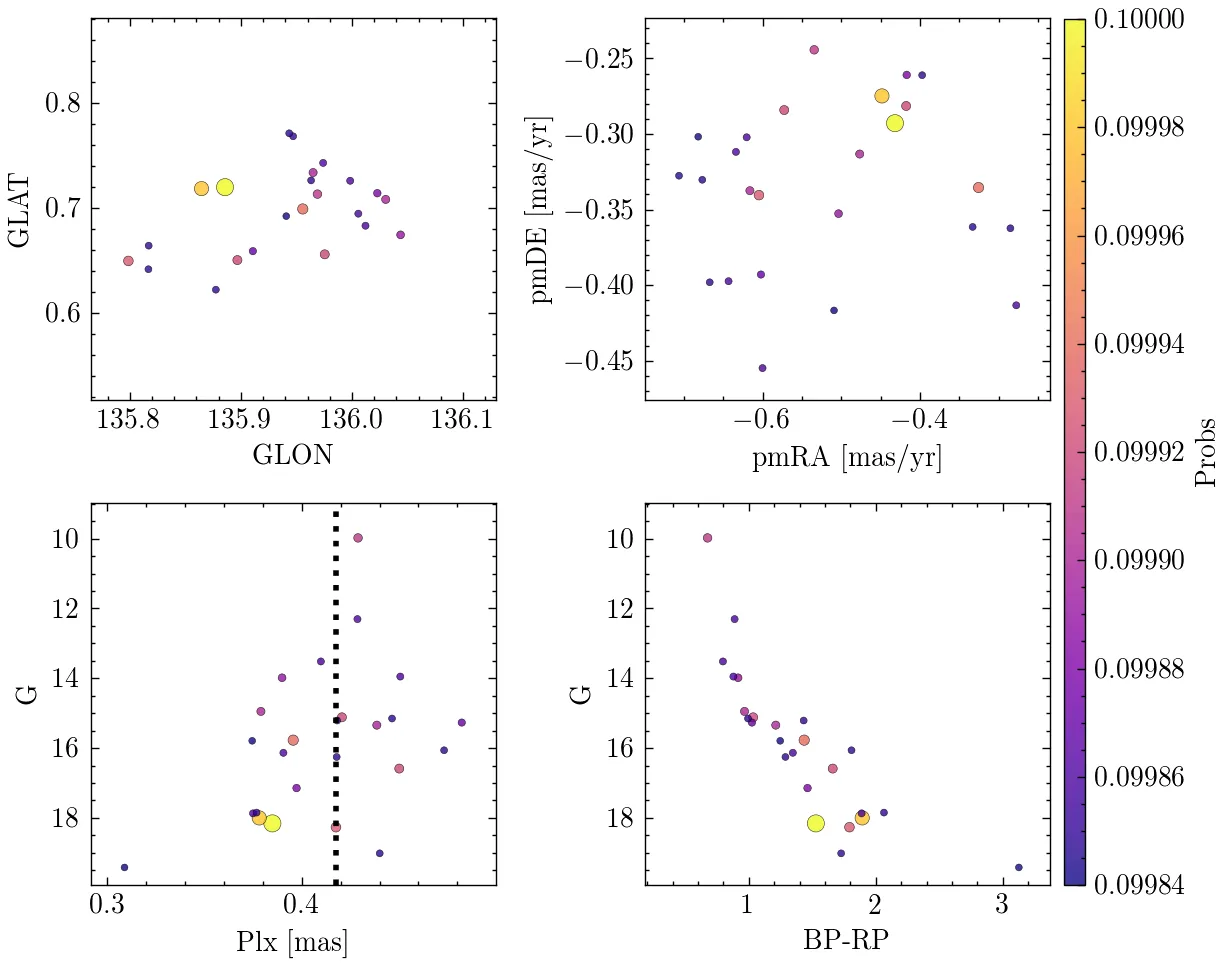 0.8
0.7
0.6
GLAT
135.8 135.9 136.0 136.1
GLON
−0.25
−0.30
−0.35
−0.40
−0.45
pmDE [mas/yr]
−0.6 −0.4
pmRA [mas/yr]
10
12
14
16
18
G
0.3 0.4
Plx [mas]
10
12
14
16
18
G
1 2 3
BP-RP
0.10000
0.09998
0.09996
0.09994
0.09992
0.09990
0.09988
0.09986
0.09984
Probs